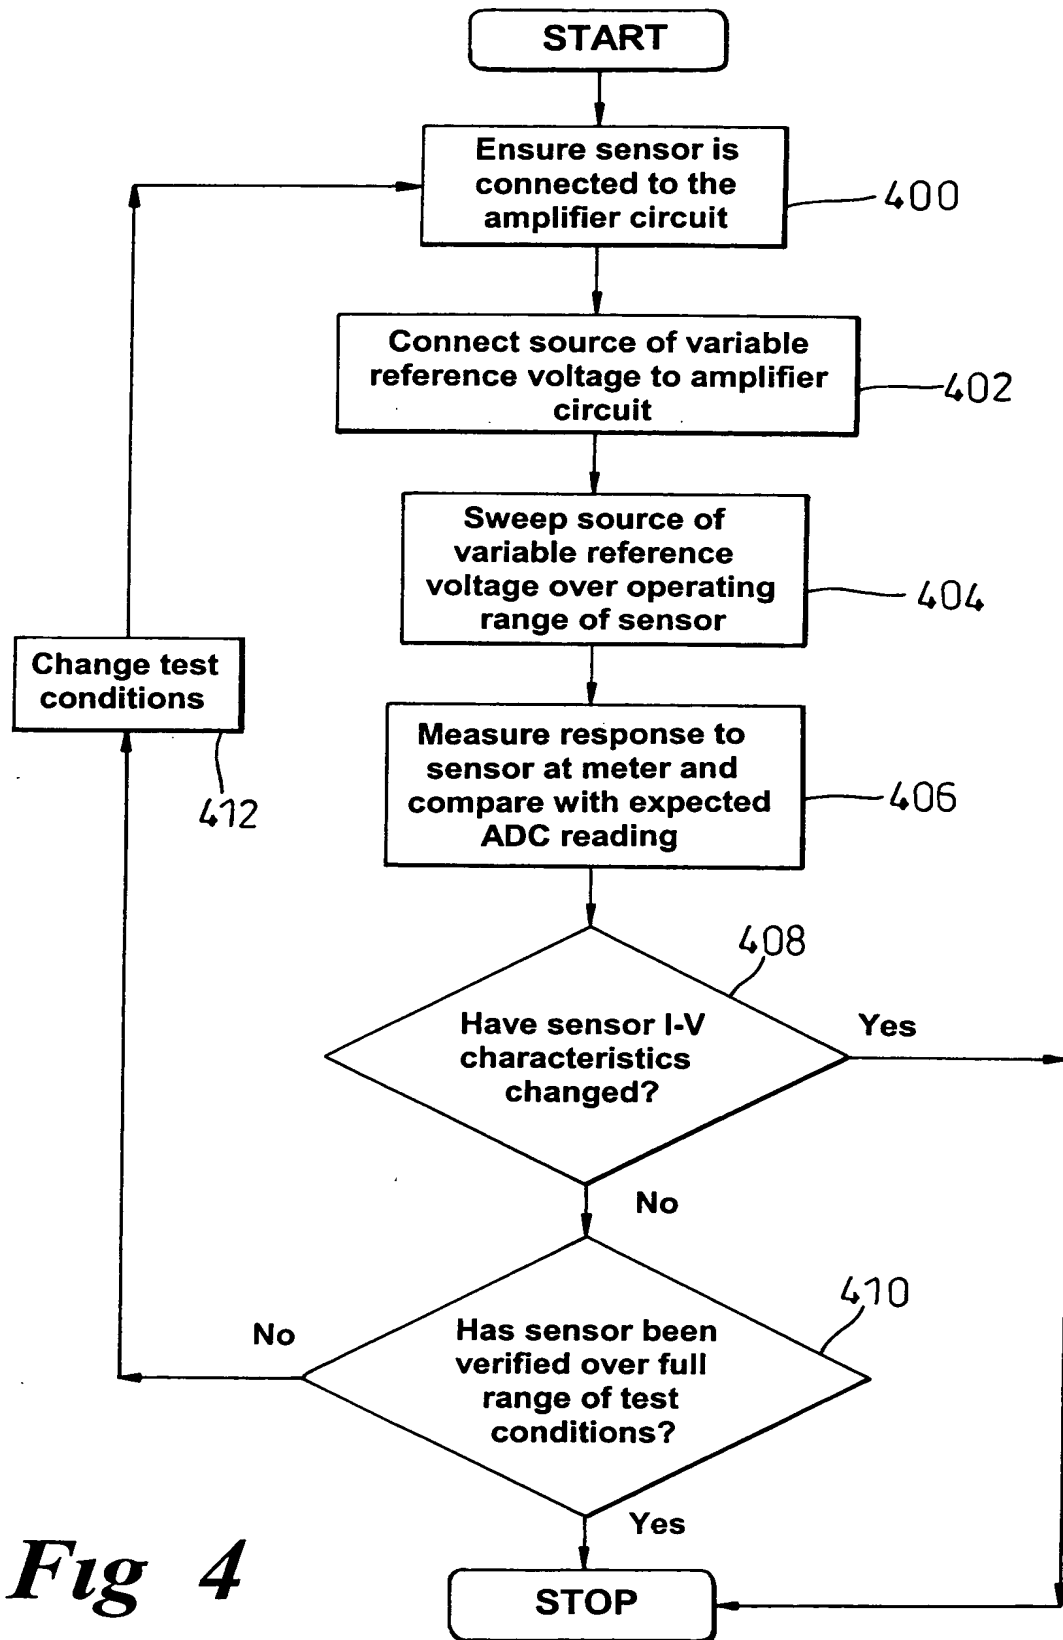 START
Ensure sensor is
connected to the
amplifier circuit
400
Connect source of variable
reference voltage to amplifier
circuit
402
Sweep source of
variable reference
voltage over operating
range of sensor
404
Change test
conditions
412
Measure response to
sensor at meter and
compare with expected
ADC reading
406
408
Have sensor I-V
characteristics
changed?
Yes
No
410
Has sensor been
verified over full
range of test
conditions?
No
Yes
STOP
Fig 4